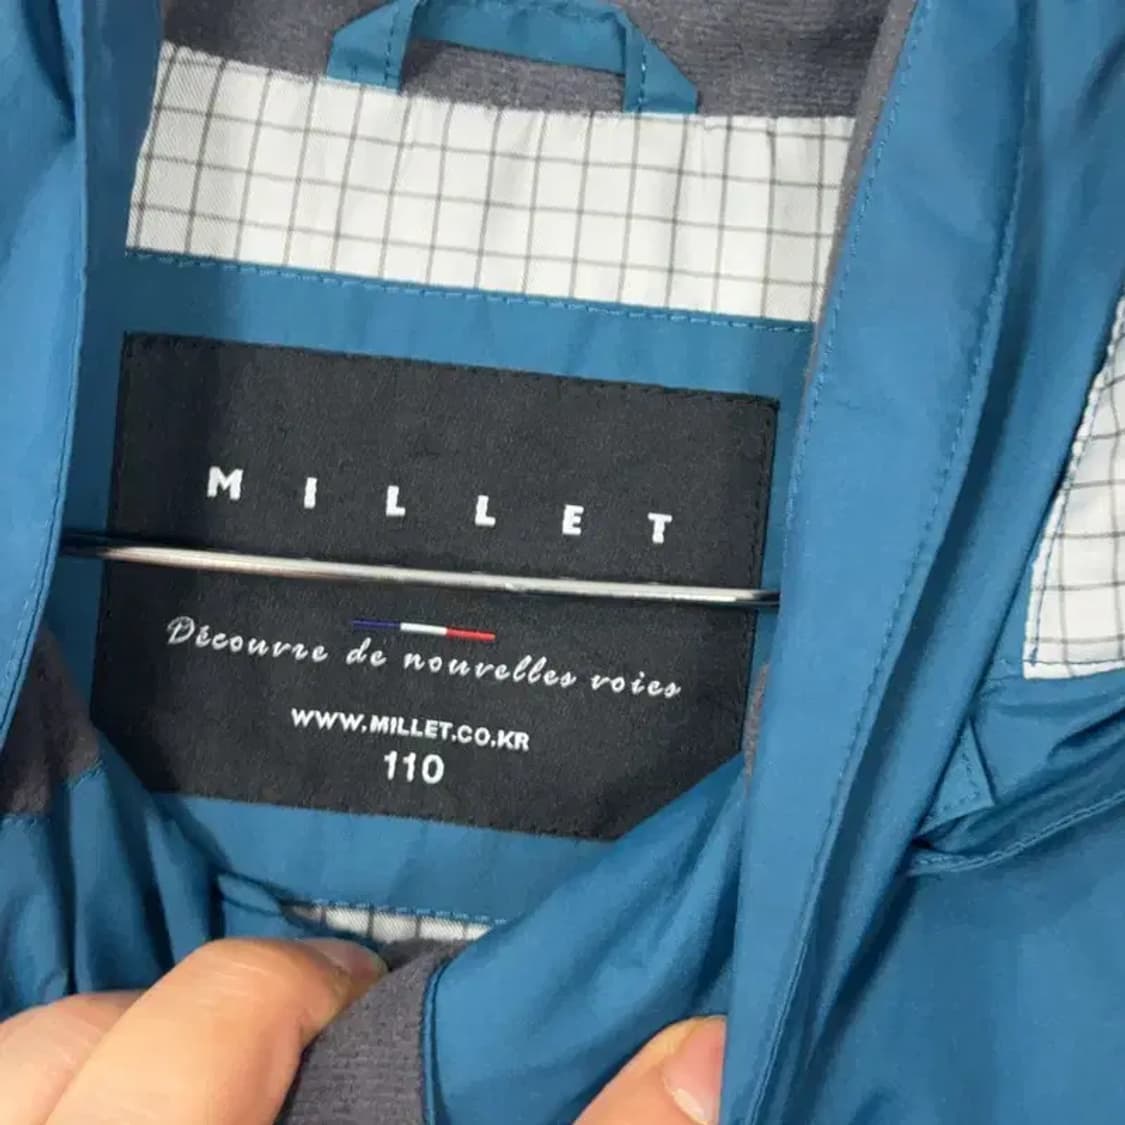 MILLET
Découvre de nouvelles voies
WWW.MILLET.CO.KR
110